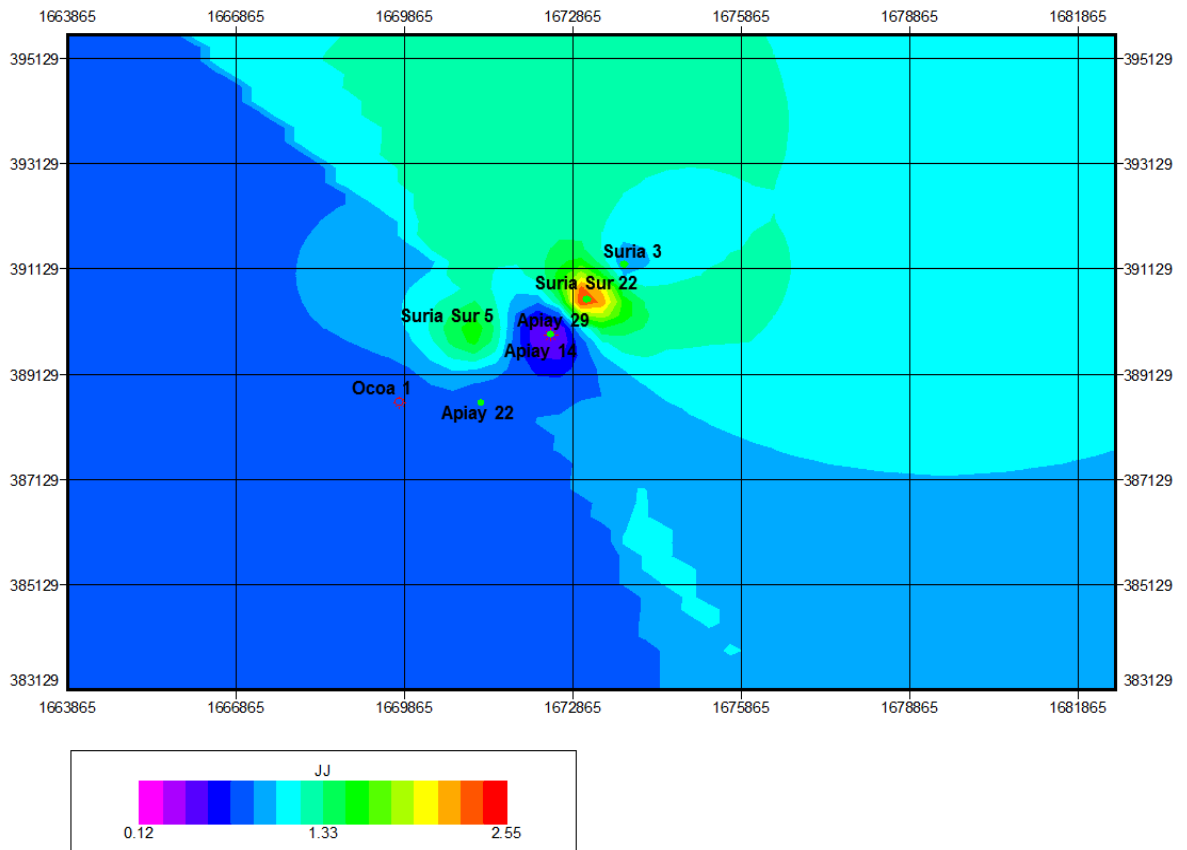 1663865 1666865 1669865 1672865 1675865 1678865 1681865
395129 395129
393129 393129
Suria 3
391129 391129
Suria Sur 22
Suria Sur 5 Apiay 29
Apiay 14
389129 389129
Ocoa 1
Apiay 22
387129 387129
385129 385129
383129 383129
1663865 1666865 1669865 1672865 1675865 1678865 1681865
JJ
0.12 1.33 2.55